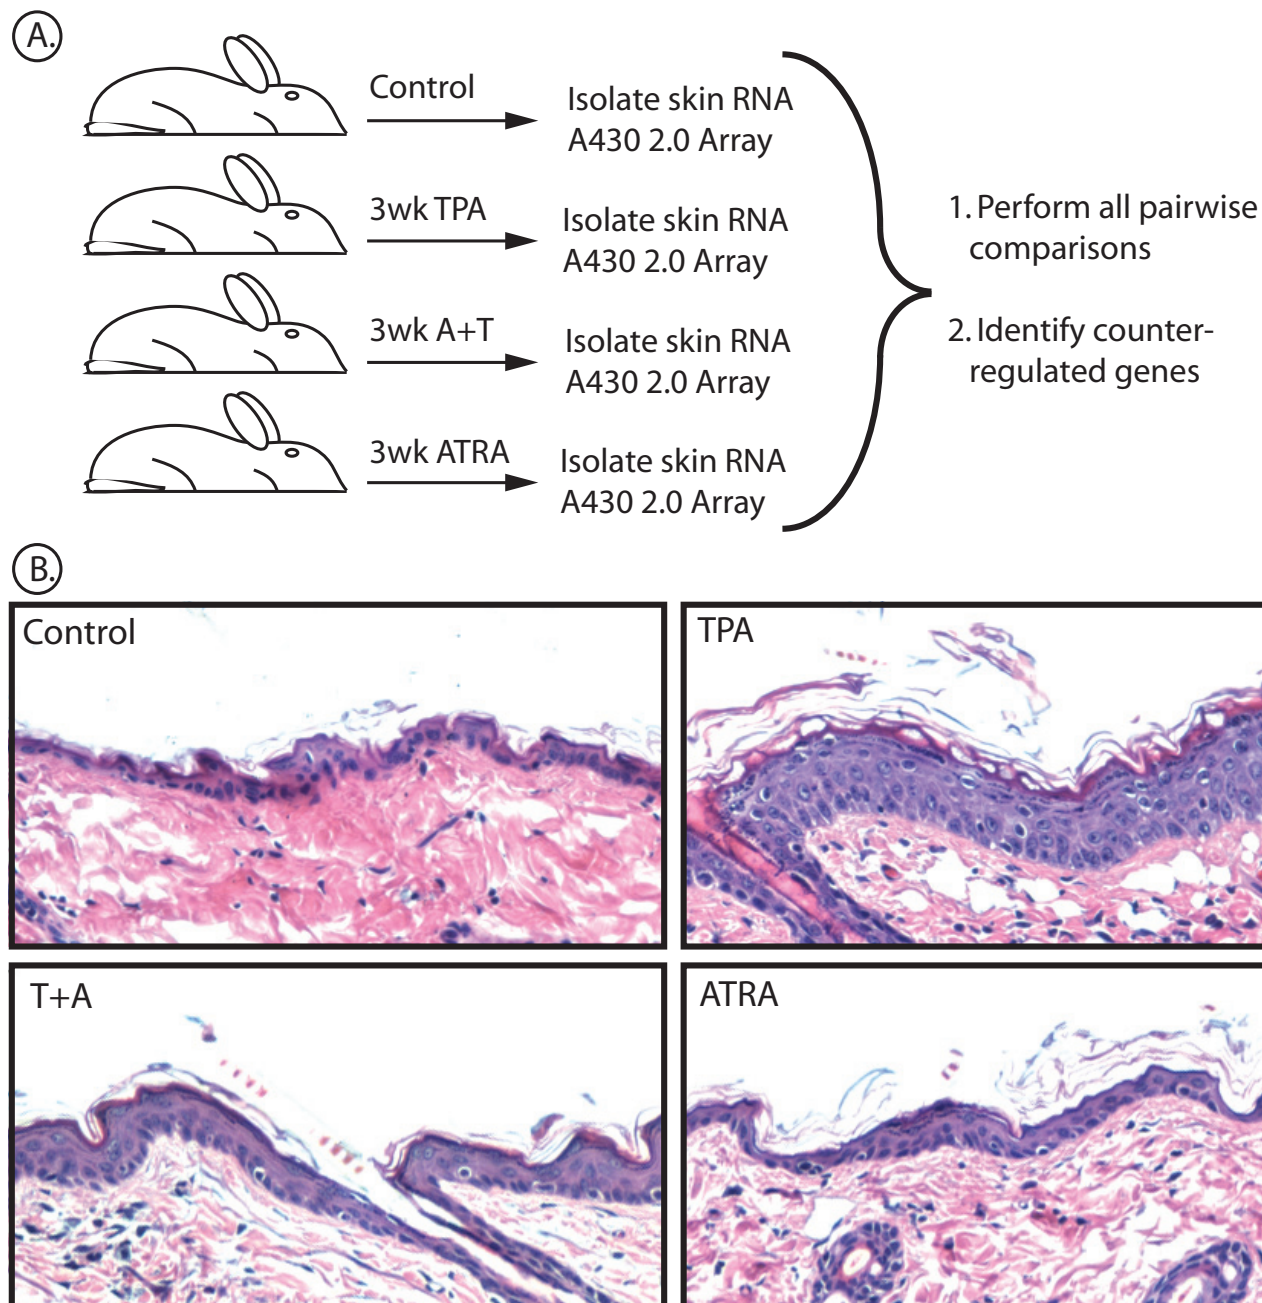 A.
Control
Isolate skin RNA
A430 2.0 Array
3wk TPA
Isolate skin RNA
A430 2.0 Array
3wk A+T
Isolate skin RNA
A430 2.0 Array
3wk ATRA
Isolate skin RNA
A430 2.0 Array
1. Perform all pairwise
comparisons
2. Identify counter-
regulated genes
B.
Control
TPA
T+A
ATRA